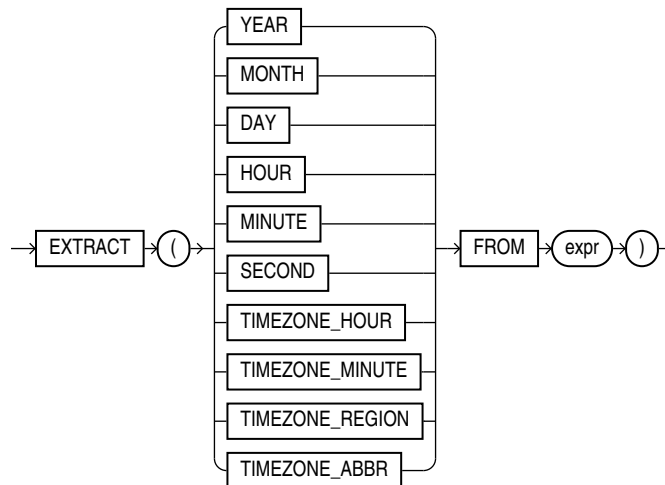 YEAR
MONTH
DAY
HOUR
MINUTE
EXTRACT ( SECOND FROM expr )
TIMEZONE_HOUR
TIMEZONE_MINUTE
TIMEZONE_REGION
TIMEZONE_ABBR